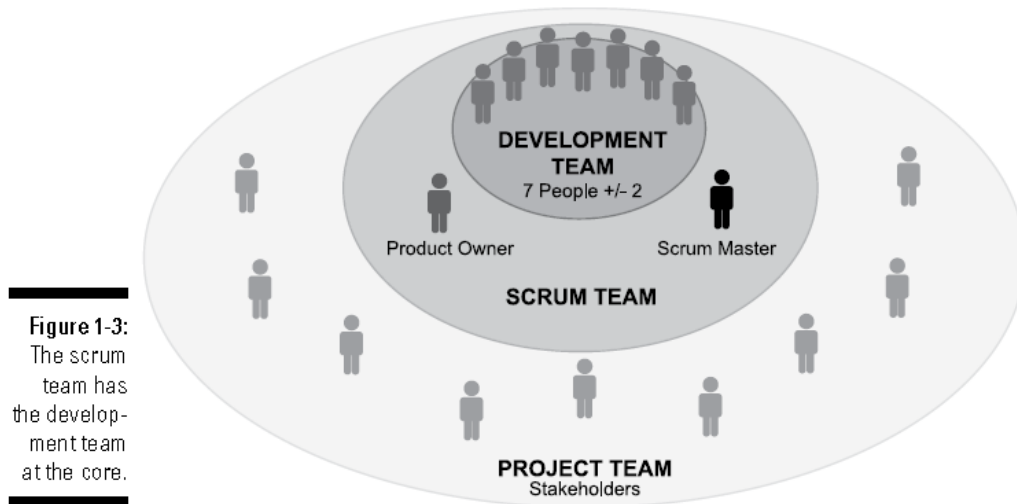 DEVELOPMENT
TEAM
7 People +/- 2
Product Owner
Scrum Master
SCRUM TEAM
Figure 1-3:
The scrum
team has
the develop-
ment team
at the core.
PROJECT TEAM
Stakeholders